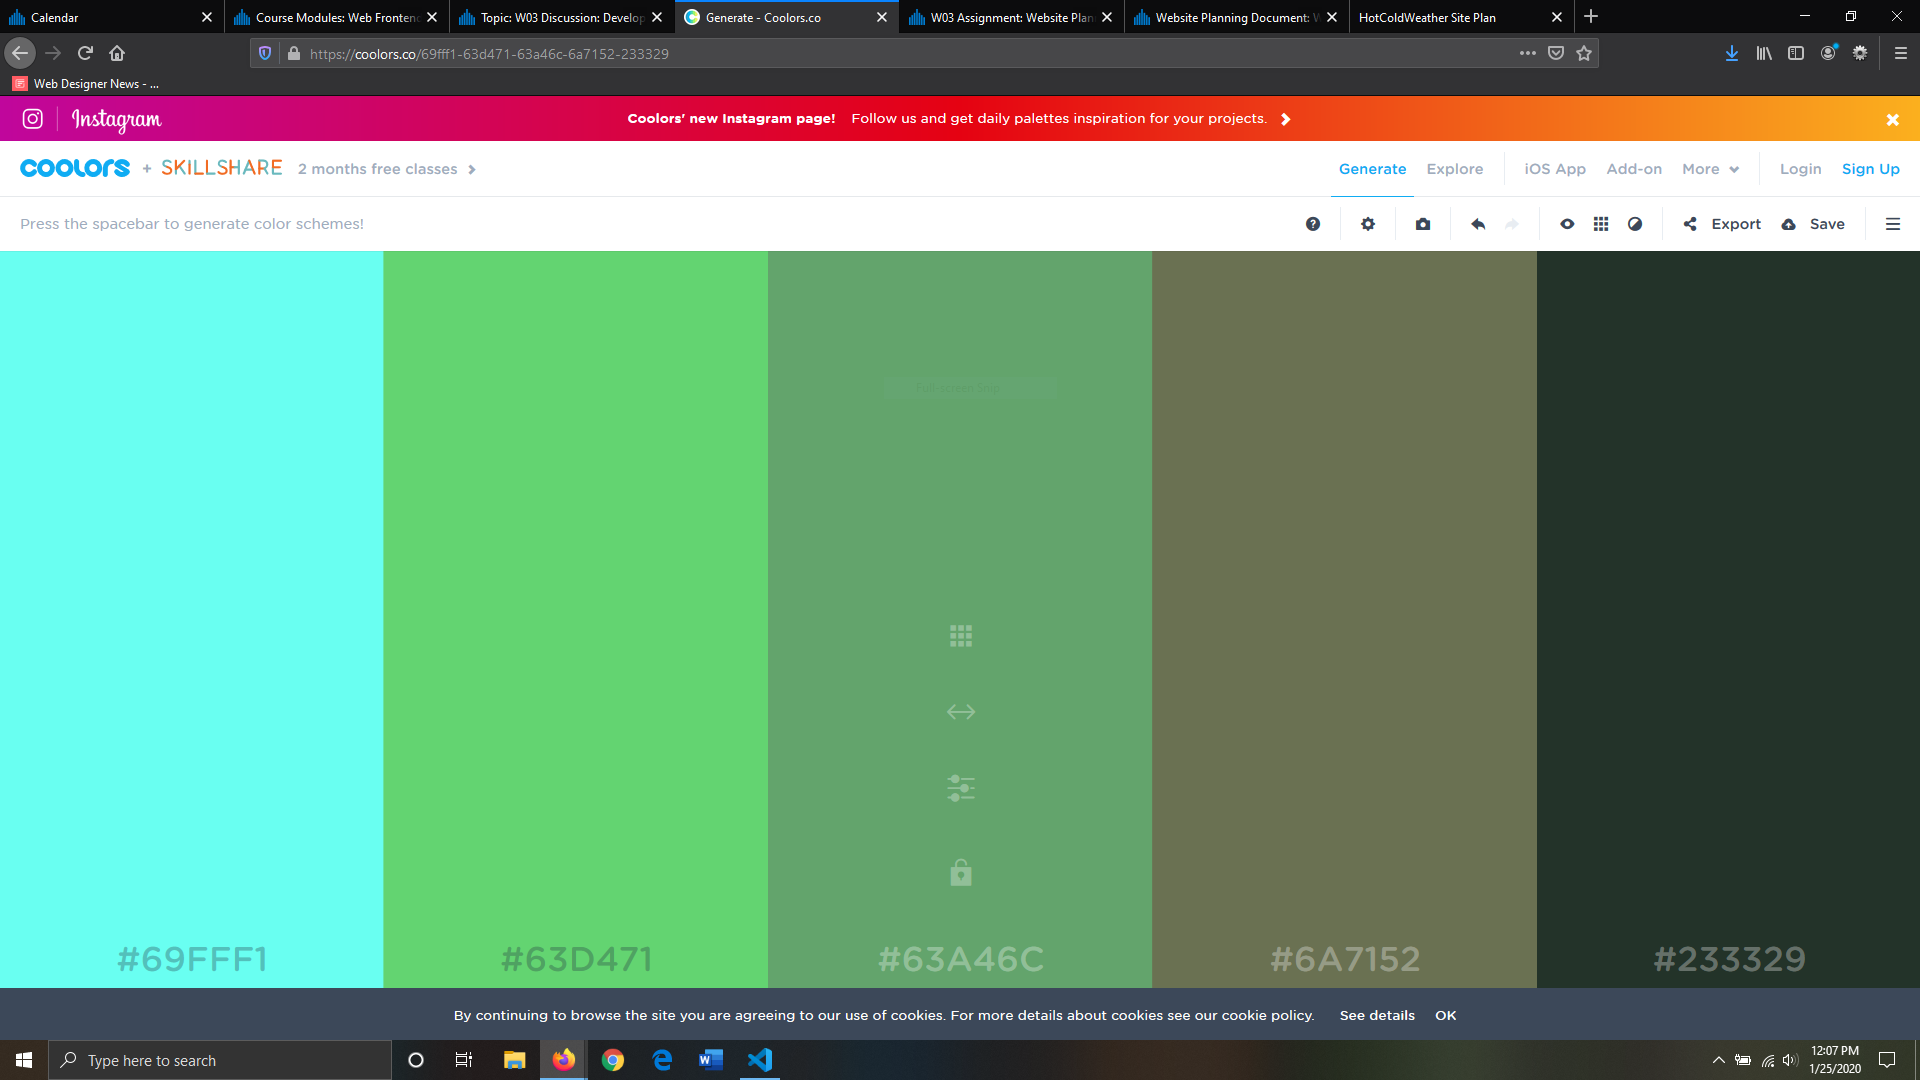 Calendar
Course Modules: Web Fronten
Topic: W03 Discussion: Develop
Generate - Coolors.co
W03 Assignment: Website Plan
Website Planning Document: W
HotColdWeather Site Plan
https://coolors.co/69fff1-63d471-63a46c-6a7152-233329
Web Designer News - ...
Instagram
Coolors' new Instagram page! Follow us and get daily palettes inspiration for your projects.
coolors + SKILLSHARE 2 months free classes
Generate Explore iOS App Add-on More Login Sign Up
Press the spacebar to generate color schemes!
Export Save
Full-screen Snip
#69FFF1 #63D471 #63A46C #6A7152 #233329
By continuing to browse the site you are agreeing to our use of cookies. For more details about cookies see our cookie policy. See details OK
Type here to search
12:07 PM
1/25/2020